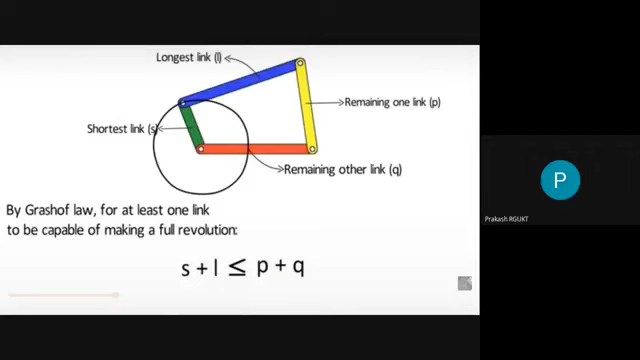 Longest link (l)
Remaining one link (p)
Shortest link (s)
Remaining other link (q)
By Grashof law, for at least one link
to be capable of making a full revolution:
s + l ≤ p + q
P
Prakash RGUKT